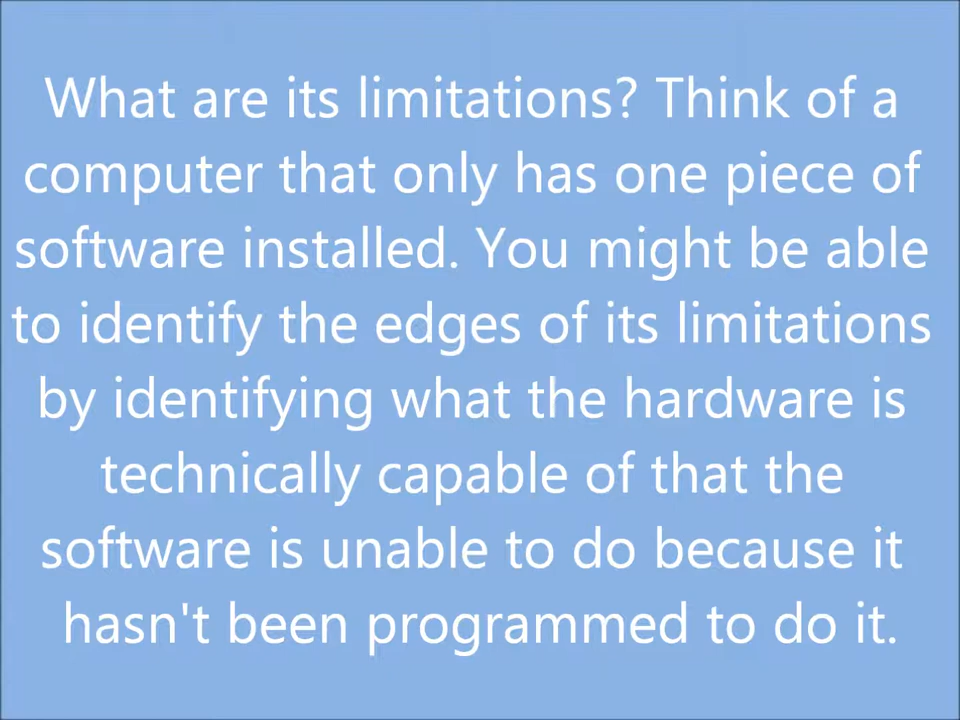 What are its limitations? Think of a
computer that only has one piece of
software installed. You might be able
to identify the edges of its limitations
by identifying what the hardware is
technically capable of that the
software is unable to do because it
hasn't been programmed to do it.